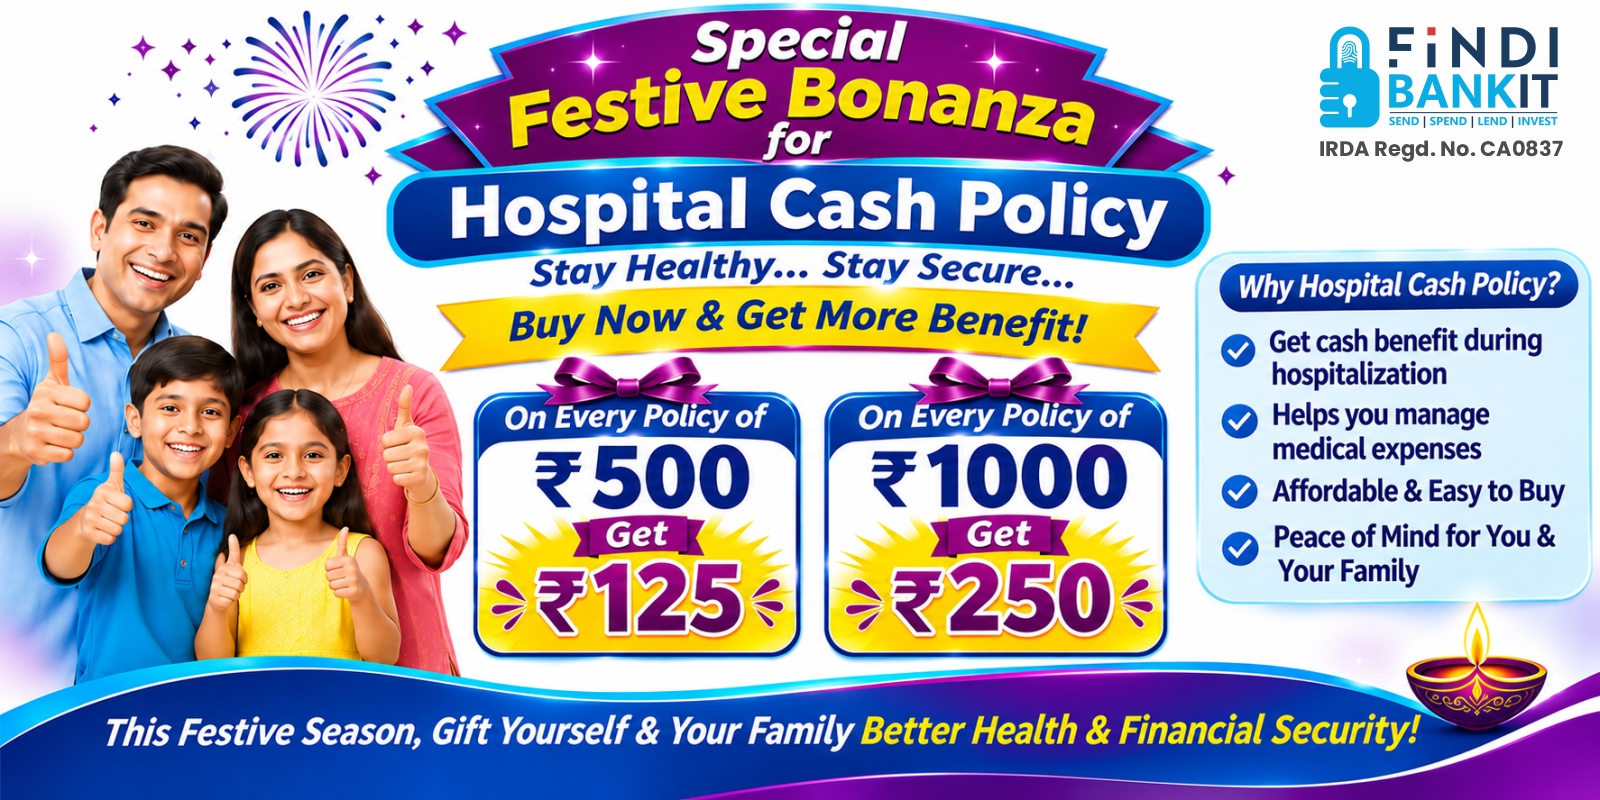 Special
Festive Bonanza
for
Hospital Cash Policy
Stay Healthy... Stay Secure...
Buy Now & Get More Benefit!
On Every Policy of
₹500
Get
₹125
On Every Policy of
₹1000
Get
₹250
FiNDI
BANKIT
SEND | SPEND | LEND | INVEST
IRDA Regd. No. CA0837
Why Hospital Cash Policy?
Get cash benefit during
hospitalization
Helps you manage
medical expenses
Affordable & Easy to Buy
Peace of Mind for You &
Your Family
This Festive Season, Gift Yourself & Your Family Better Health & Financial Security!